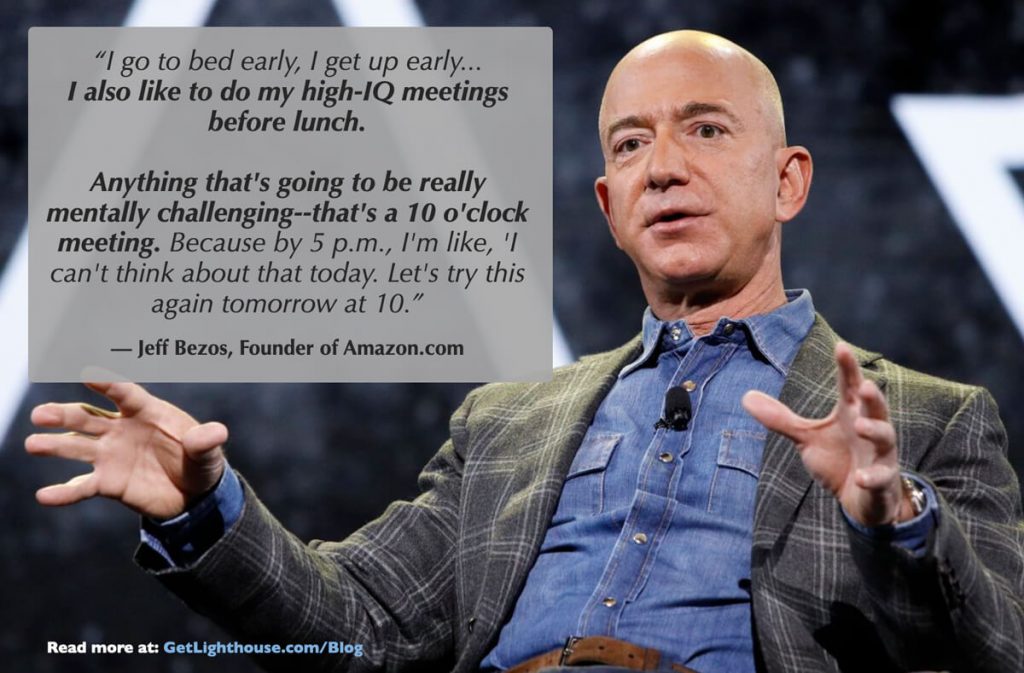 “I go to bed early, I get up early...
I also like to do my high-IQ meetings
before lunch.
Anything that's going to be really
mentally challenging--that's a 10 o'clock
meeting. Because by 5 p.m., I'm like, 'I
can't think about that today. Let's try this
again tomorrow at 10.”
— Jeff Bezos, Founder of Amazon.com
Read more at: GetLighthouse.com/Blog